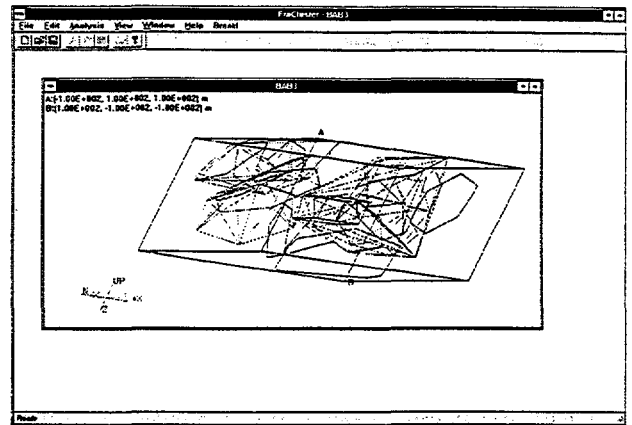 FraCluster - BAB3
File Edit Analysis View Window Help Break!
BAB3
A:[-1.00E+002, 1.00E+002, 1.00E+002] m
B:[1.00E+002, -1.00E+002, -1.00E+002] m
A
B
UP
Ready